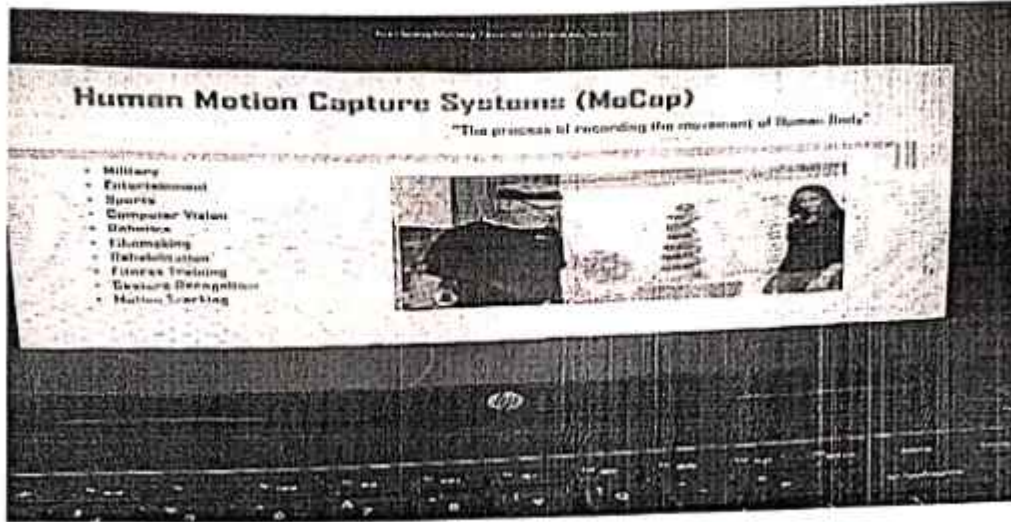 Human Motion Capture Systems (MoCap)
"The process of recording the movement of Human Body"
• Military
• Entertainment
• Sports
• Computer Vision
• Robotics
• Filmmaking
• Rehabilitation
• Fitness Training
• Gesture Recognition
• Motion Tracking
hp